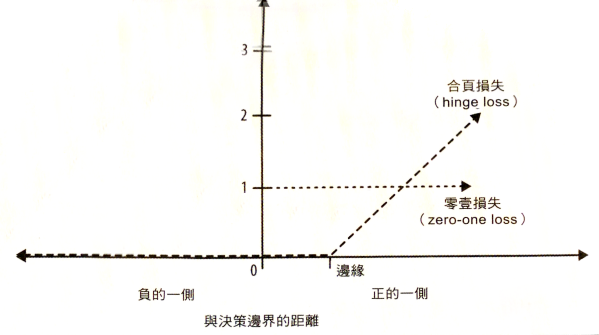 3
合頁損失
（hinge loss）
2
1
零壹損失
（zero-one loss）
0
邊緣
負的一側
正的一側
與決策邊界的距離